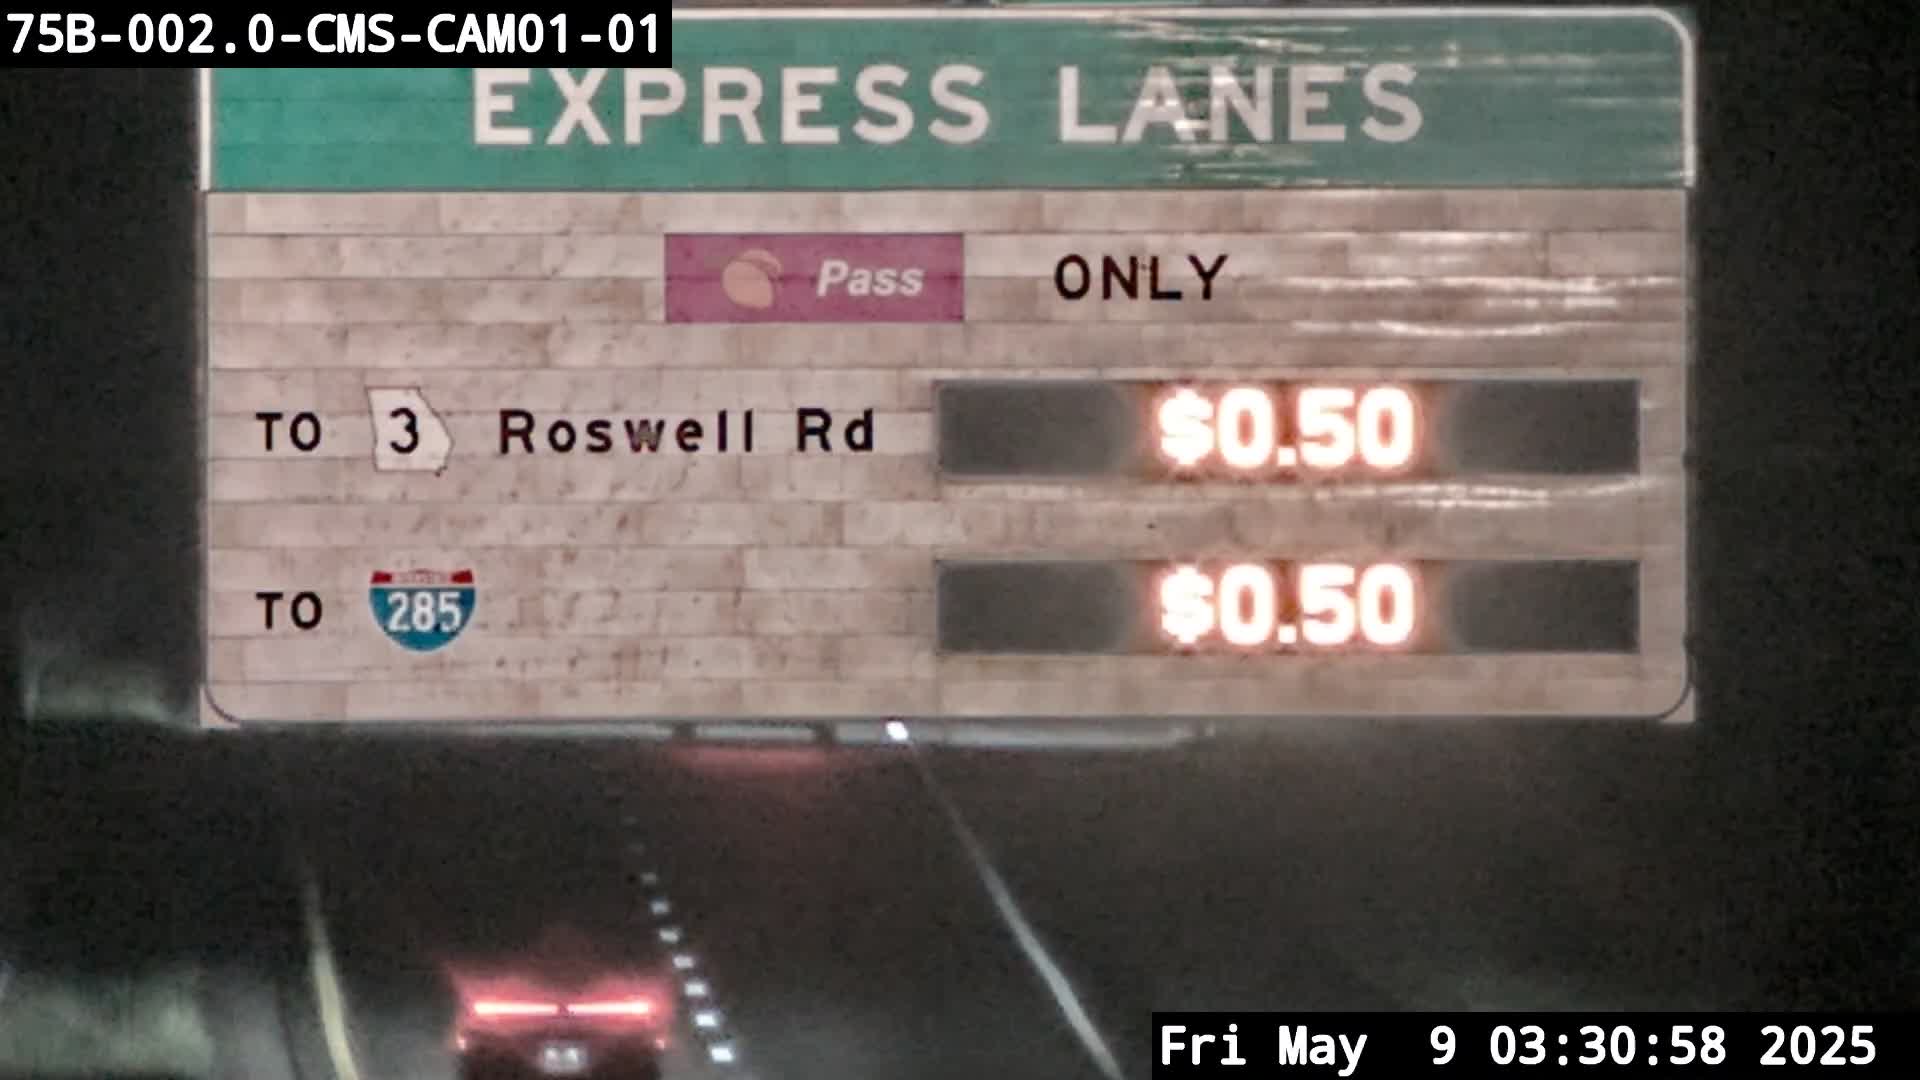 75B-002.0-CMS-CAM01-01
EXPRESS LANES
Pass ONLY
TO 3 Roswell Rd $0.50
TO 285 $0.50
Fri May 9 03:30:58 2025